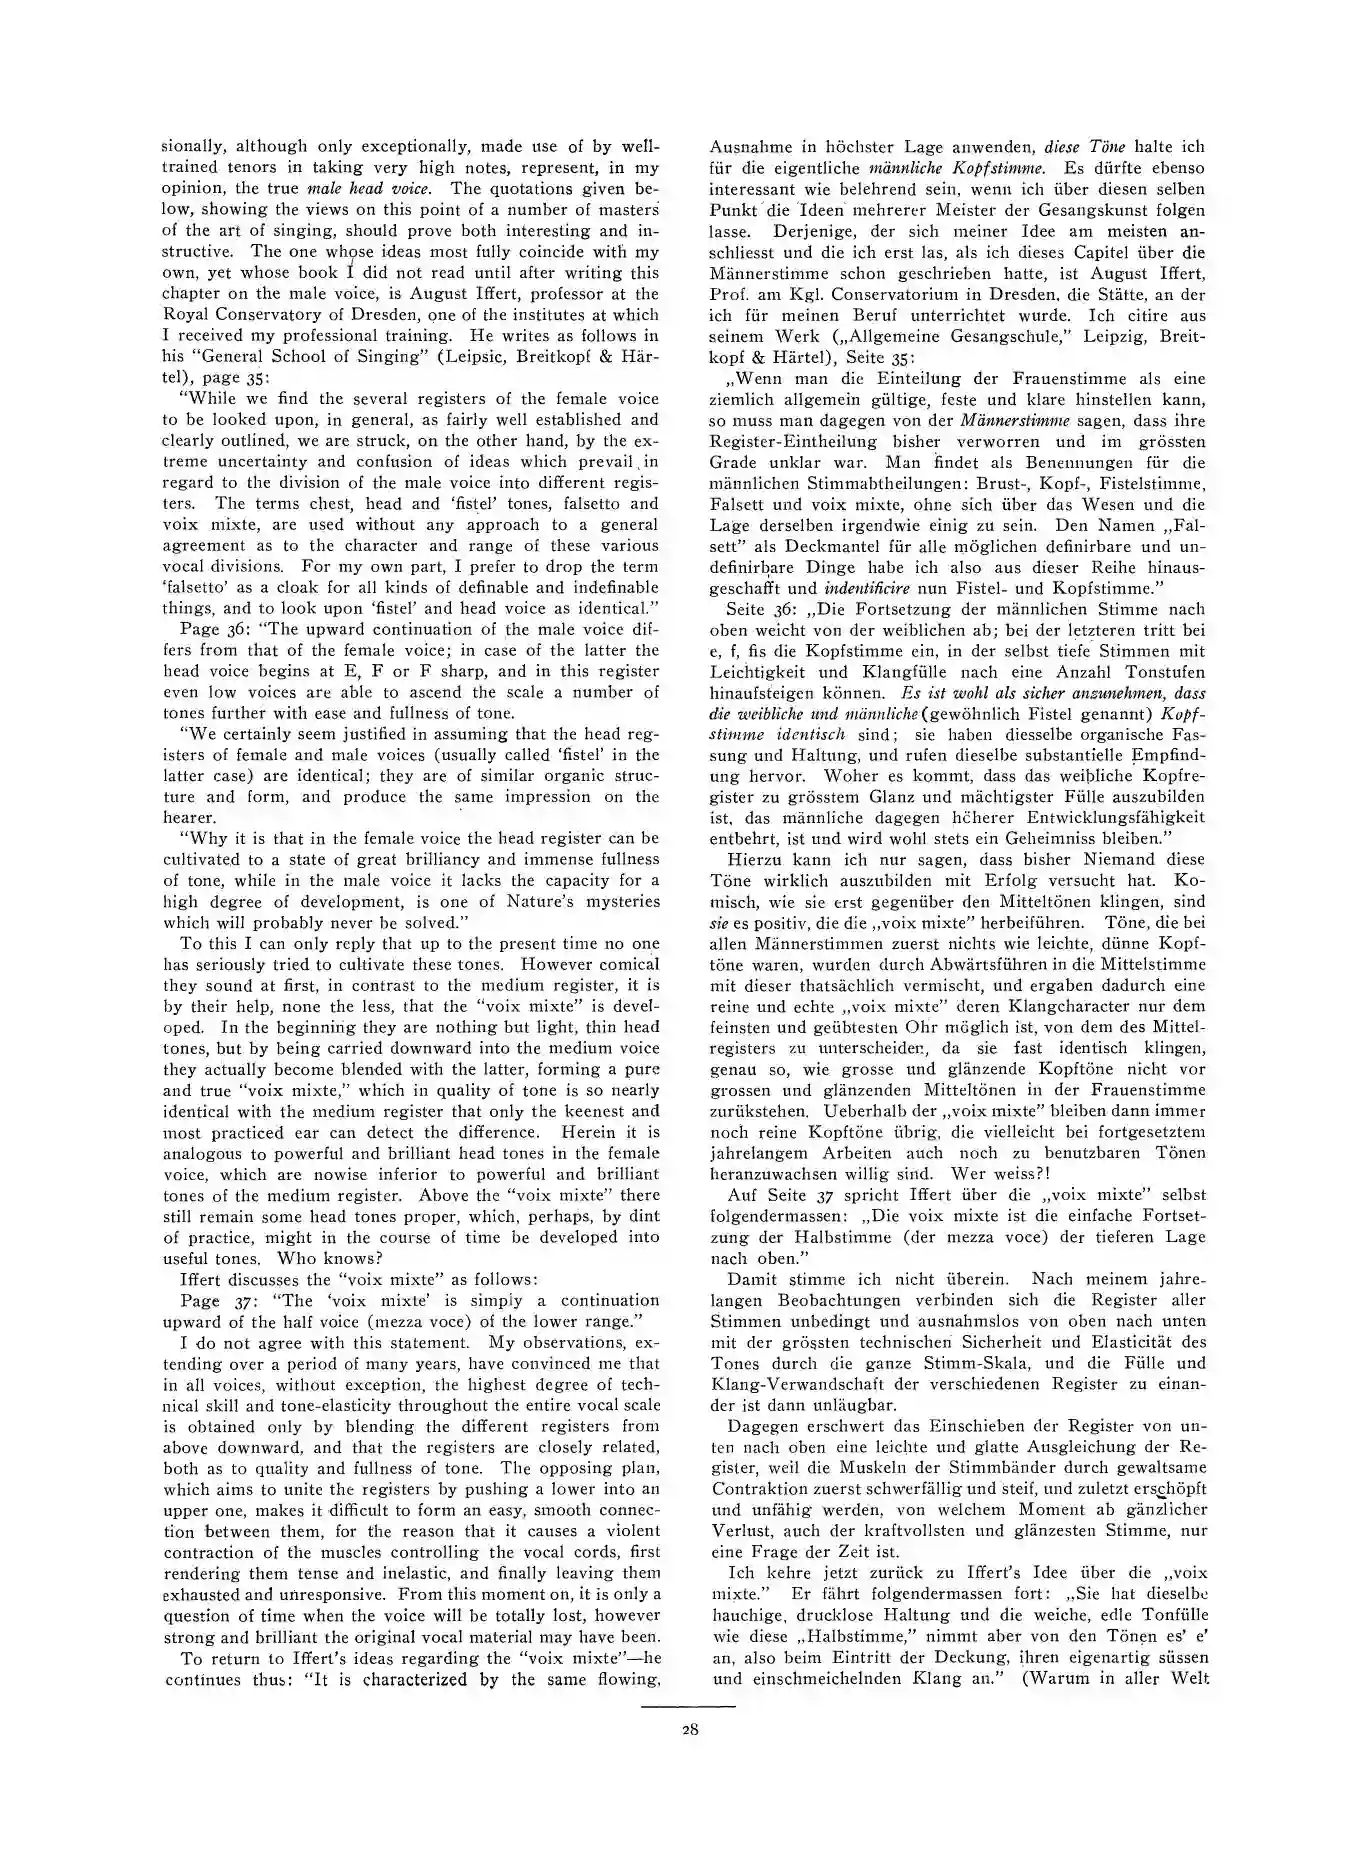 sionally, although only exceptionally, made use of by well-
trained tenors in taking very high notes, represent, in my
opinion, the true male head voice. The quotations given be-
low, showing the views on this point of a number of masters
of the art of singing, should prove both interesting and in-
structive. The one whose ideas most fully coincide with my
own, yet whose book I did not read until after writing this
chapter on the male voice, is August Iffert, professor at the
Royal Conservatory of Dresden, one of the institutes at which
I received my professional training. He writes as follows in
his “General School of Singing” (Leipsic, Breitkopf & Här-
tel), page 35:
“While we find the several registers of the female voice
to be looked upon, in general, as fairly well established and
clearly outlined, we are struck, on the other hand, by the ex-
treme uncertainty and confusion of ideas which prevail in
regard to the division of the male voice into different regis-
ters. The terms chest, head and ‘fistel’ tones, falsetto and
voix mixte, are used without any approach to a general
agreement as to the character and range of these various
vocal divisions. For my own part, I prefer to drop the term
‘falsetto’ as a cloak for all kinds of definable and indefinable
things, and to look upon ‘fistel’ and head voice as identical.”
Page 36: “The upward continuation of the male voice dif-
fers from that of the female voice; in case of the latter the
head voice begins at E, F or F sharp, and in this register
even low voices are able to ascend the scale a number of
tones further with ease and fullness of tone.
“We certainly seem justified in assuming that the head reg-
isters of female and male voices (usually called ‘fistel’ in the
latter case) are identical; they are of similar organic struc-
ture and form, and produce the same impression on the
hearer.
“Why it is that in the female voice the head register can be
cultivated to a state of great brilliancy and immense fullness
of tone, while in the male voice it lacks the capacity for a
high degree of development, is one of Nature's mysteries
which will probably never be solved.”
To this I can only reply that up to the present time no one
has seriously tried to cultivate these tones. However comical
they sound at first, in contrast to the medium register, it is
by their help, none the less, that the “voix mixte” is devel-
oped. In the beginning they are nothing but light, thin head
tones, but by being carried downward into the medium voice
they actually become blended with the latter, forming a pure
and true “voix mixte,” which in quality of tone is so nearly
identical with the medium register that only the keenest and
most practiced ear can detect the difference. Herein it is
analogous to powerful and brilliant head tones in the female
voice, which are nowise inferior to powerful and brilliant
tones of the medium register. Above the “voix mixte” there
still remain some head tones proper, which, perhaps, by dint
of practice, might in the course of time be developed into
useful tones. Who knows?
Iffert discusses the “voix mixte” as follows:
Page 37: “The ‘voix mixte’ is simply a continuation
upward of the half voice (mezza voce) of the lower range.”
I do not agree with this statement. My observations, ex-
tending over a period of many years, have convinced me that
in all voices, without exception, the highest degree of tech-
nical skill and tone-elasticity throughout the entire vocal scale
is obtained only by blending the different registers from
above downward, and that the registers are closely related,
both as to quality and fullness of tone. The opposing plan,
which aims to unite the registers by pushing a lower into an
upper one, makes it difficult to form an easy, smooth connec-
tion between them, for the reason that it causes a violent
contraction of the muscles controlling the vocal cords, first
rendering them tense and inelastic, and finally leaving them
exhausted and unresponsive. From this moment on, it is only a
question of time when the voice will be totally lost, however
strong and brilliant the original vocal material may have been.
To return to Iffert's ideas regarding the “voix mixte”—he
continues thus: “It is characterized by the same flowing,
Ausnahme in höchster Lage anwenden, diese Töne halte ich
für die eigentliche männliche Kopfstimme. Es dürfte ebenso
interessant wie belehrend sein, wenn ich über diesen selben
Punkt die Ideen mehrerer Meister der Gesangskunst folgen
lasse. Derjenige, der sich meiner Idee am meisten an-
schliesst und die ich erst las, als ich dieses Capitel über die
Männerstimme schon geschrieben hatte, ist August Iffert,
Prof. am Kgl. Conservatorium in Dresden, die Stätte, an der
ich für meinen Beruf unterrichtet wurde. Ich citire aus
seinem Werk („Allgemeine Gesangschule,” Leipzig, Breit-
kopf & Härtel), Seite 35:
„Wenn man die Einteilung der Frauenstimme als eine
ziemlich allgemein gültige, feste und klare hinstellen kann,
so muss man dagegen von der Männerstimme sagen, dass ihre
Register-Eintheilung bisher verworren und im grössten
Grade unklar war. Man findet als Benennungen für die
männlichen Stimmabtheilungen: Brust-, Kopf-, Fistelstimme,
Falsett und voix mixte, ohne sich über das Wesen und die
Lage derselben irgendwie einig zu sein. Den Namen „Fal-
sett” als Deckmantel für alle möglichen definirbare und un-
definirbare Dinge habe ich also aus dieser Reihe hinaus-
geschafft und indentificire nun Fistel- und Kopfstimme.”
Seite 36: „Die Fortsetzung der männlichen Stimme nach
oben weicht von der weiblichen ab; bei der letzteren tritt bei
e, f, fis die Kopfstimme ein, in der selbst tiefe Stimmen mit
Leichtigkeit und Klangfülle nach eine Anzahl Tonstufen
hinaufsteigen können. Es ist wohl als sicher anzunehmen, dass
die weibliche und männliche (gewöhnlich Fistel genannt) Kopf-
stimme identisch sind; sie haben diesselbe organische Fas-
sung und Haltung, und rufen dieselbe substantielle Empfind-
ung hervor. Woher es kommt, dass das weibliche Kopfre-
gister zu grösstem Glanz und mächtigster Fülle auszubilden
ist, das männliche dagegen höherer Entwicklungsfähigkeit
entbehrt, ist und wird wohl stets ein Geheimniss bleiben.”
Hierzu kann ich nur sagen, dass bisher Niemand diese
Töne wirklich auszubilden mit Erfolg versucht hat. Ko-
misch, wie sie erst gegenüber den Mitteltönen klingen, sind
sie es positiv, die die „voix mixte” herbeiführen. Töne, die bei
allen Männerstimmen zuerst nichts wie leichte, dünne Kopf-
töne waren, wurden durch Abwärtsführen in die Mittelstimme
mit dieser thatsächlich vermischt, und ergaben dadurch eine
reine und echte „voix mixte” deren Klangcharacter nur dem
feinsten und geübtesten Ohr möglich ist, von dem des Mittel-
registers zu unterscheiden, da sie fast identisch klingen,
genau so, wie grosse und glänzende Kopftöne nicht vor
grossen und glänzenden Mitteltönen in der Frauenstimme
zurükstehen. Ueberhalb der „voix mixte” bleiben dann immer
noch reine Kopftöne übrig, die vielleicht bei fortgesetztem
jahrelangem Arbeiten auch noch zu benutzbaren Tönen
heranzuwachsen willig sind. Wer weiss?!
Auf Seite 37 spricht Iffert über die „voix mixte” selbst
folgendermassen: „Die voix mixte ist die einfache Fortset-
zung der Halbstimme (der mezza voce) der tieferen Lage
nach oben.”
Damit stimme ich nicht überein. Nach meinem jahre-
langen Beobachtungen verbinden sich die Register aller
Stimmen unbedingt und ausnahmslos von oben nach unten
mit der grössten technischen Sicherheit und Elasticität des
Tones durch die ganze Stimm-Skala, und die Fülle und
Klang-Verwandschaft der verschiedenen Register zu einan-
der ist dann unläugbar.
Dagegen erschwert das Einschieben der Register von un-
ten nach oben eine leichte und glatte Ausgleichung der Re-
gister, weil die Muskeln der Stimmbänder durch gewaltsame
Contraktion zuerst schwerfällig und steif, und zuletzt erschöpft
und unfähig werden, von welchem Moment ab gänzlicher
Verlust, auch der kraftvollsten und glänzesten Stimme, nur
eine Frage der Zeit ist.
Ich kehre jetzt zurück zu Iffert's Idee über die „voix
mixte.” Er fährt folgendermassen fort: „Sie hat dieselbe
hauchige, drucklose Haltung und die weiche, edle Tonfülle
wie diese „Halbstimme,” nimmt aber von den Tönen es' e'
an, also beim Eintritt der Deckung, ihren eigenartig süssen
und einschmeichelnden Klang an.” (Warum in aller Welt
28